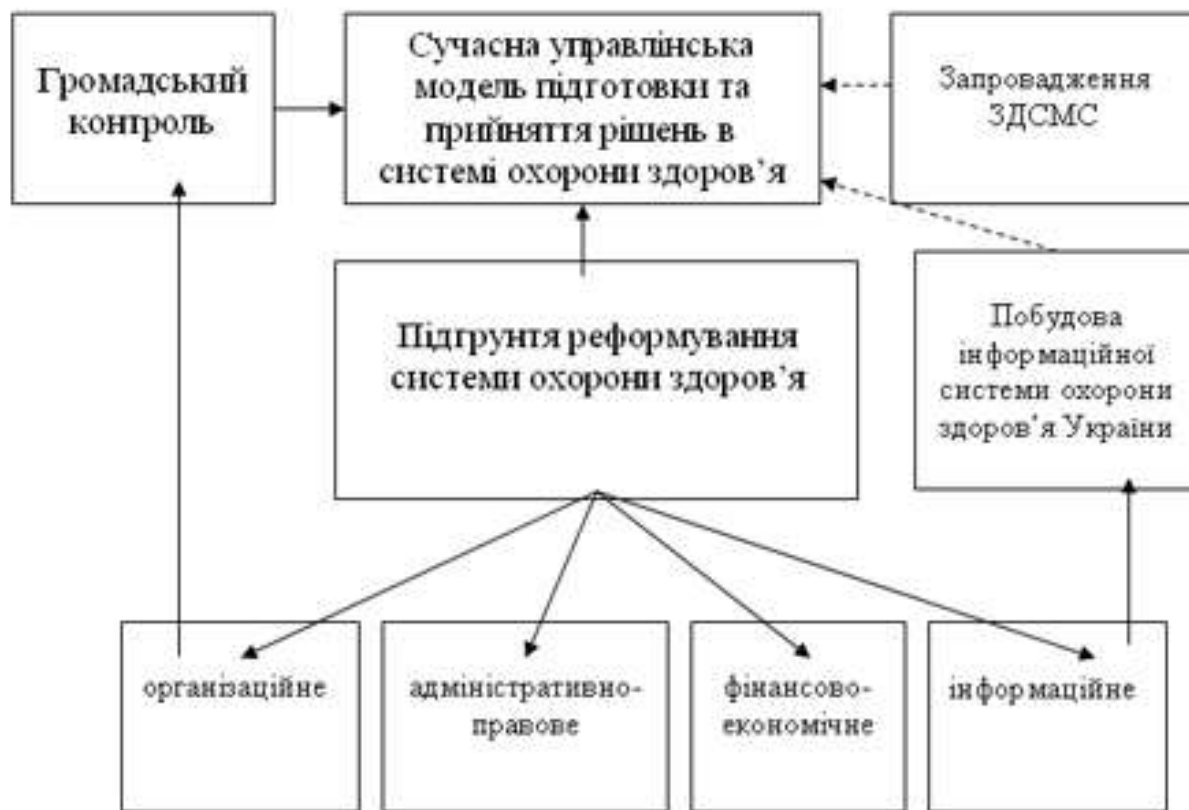 Громадський
контроль
Сучасна управлінська
модель підготовки та
прийняття рішень в
системі охорони здоров’я
Запровадження
ЗДСМС
Підгрунтя реформування
системи охорони здоров’я
Побудова
інформаційної
системи охорони
здоров’я України
організаційне
адміністративно-
правове
фінансово-
економічне
інформаційне